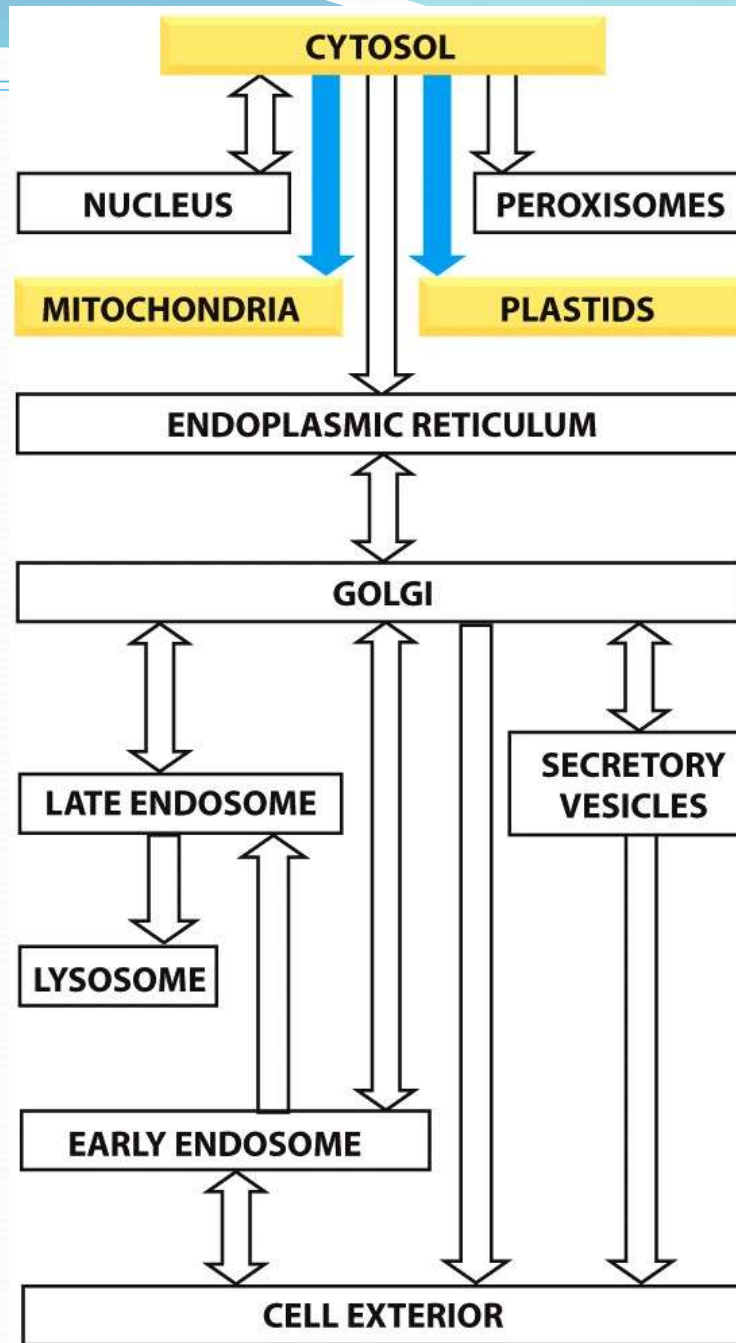 CYTOSOL
NUCLEUS
PEROXISOMES
MITOCHONDRIA
PLASTIDS
ENDOPLASMIC RETICULUM
GOLGI
LATE ENDOSOME
SECRETORY
VESICLES
LYSOSOME
EARLY ENDOSOME
CELL EXTERIOR